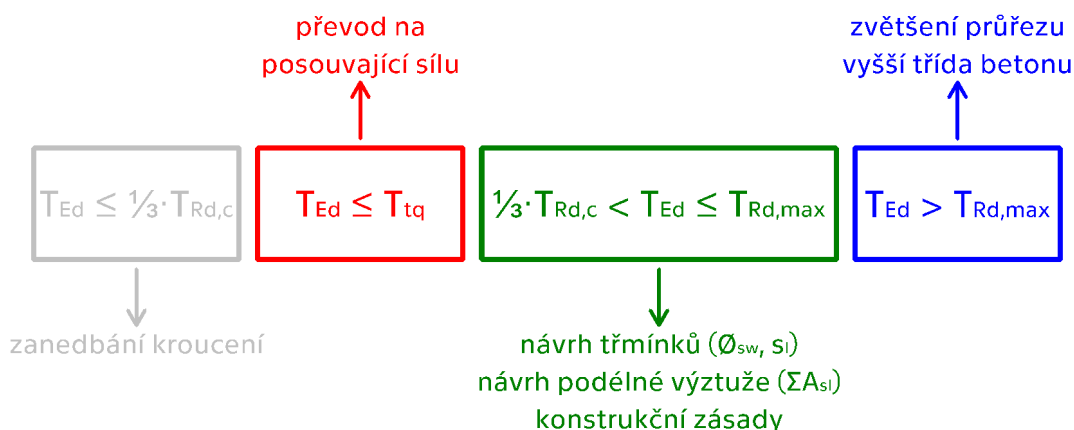 převod na
posouvající sílu
zvětšení průřezu
vyšší třída betonu
TEd ≤ ⅓·TRd,c
TEd ≤ Ttq
⅓·TRd,c < TEd ≤ TRd,max
TEd > TRd,max
zanedbání kroucení
návrh třmínků (Øsw, sl)
návrh podélné výztuže (ΣAsl)
konstrukční zásady